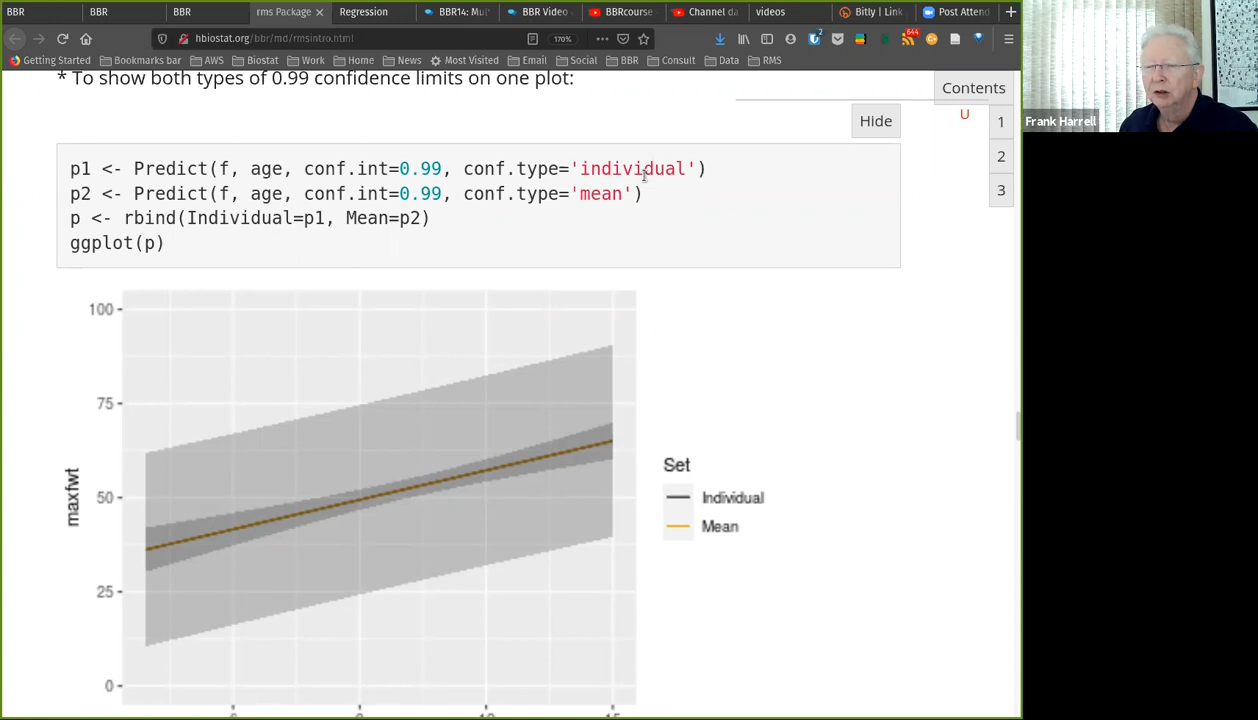 BBR
BBR
BBR
rms Package
Regression
BBR14: Mul
BBR Video
BBRcourse
Channel da
videos
Bitly | Link
Post Attend
hbiostat.org/bbr/md/rmsintro.html
170%
2
644
Getting Started
Bookmarks bar
AWS
Biostat
Work
Home
News
Most Visited
Email
Social
BBR
Consult
Data
RMS
* To show both types of 0.99 confidence limits on one plot:
Contents
Hide
U
1
2
3
Frank Harrell
p1 <- Predict(f, age, conf.int=0.99, conf.type='individual')
p2 <- Predict(f, age, conf.int=0.99, conf.type='mean')
p <- rbind(Individual=p1, Mean=p2)
ggplot(p)
100
75
50
25
0
maxfwt
Set
Individual
Mean